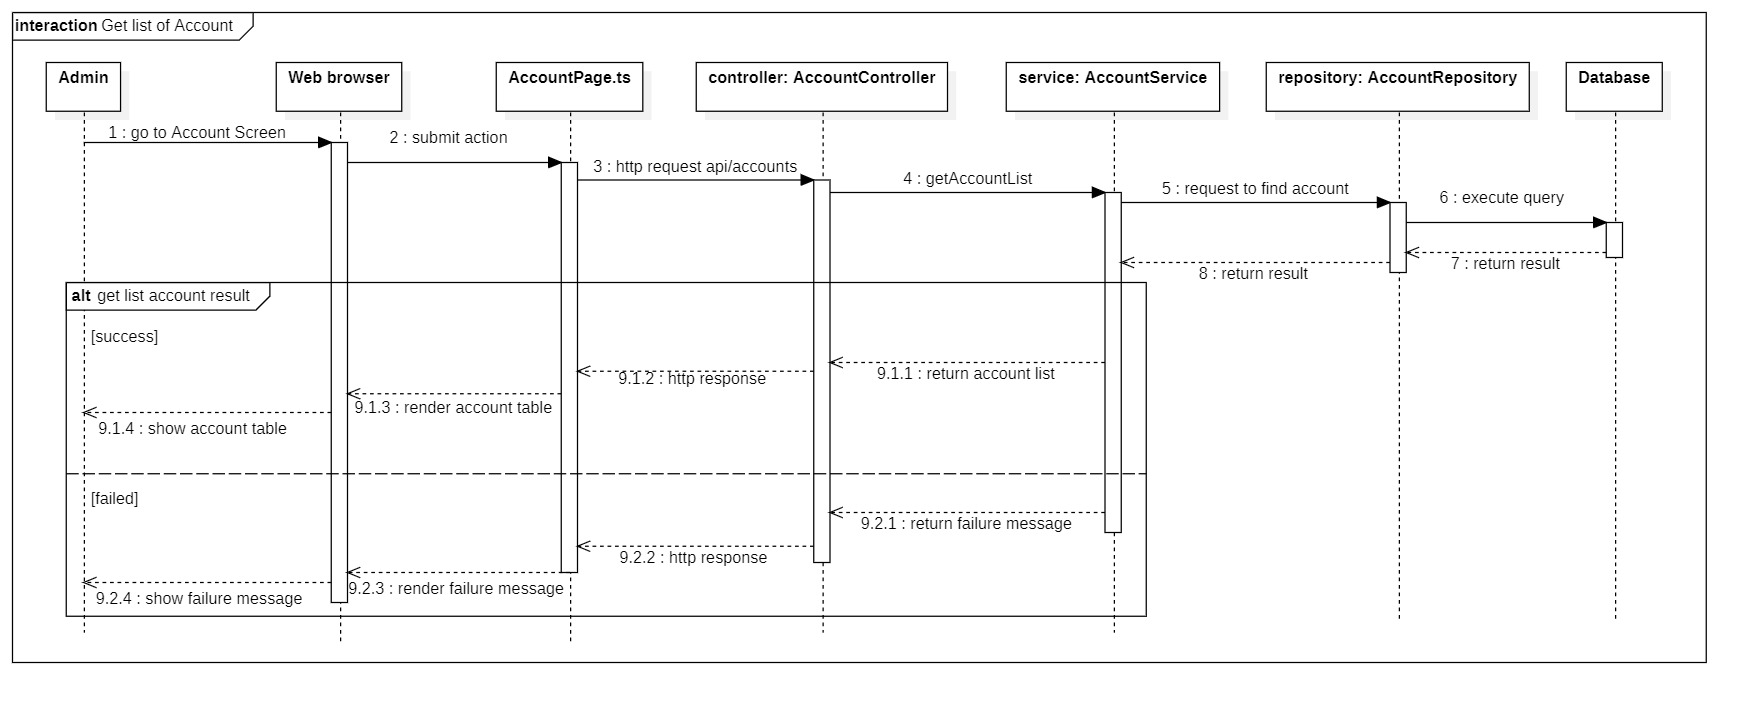 interaction Get list of Account
Admin
Web browser
AccountPage.ts
controller: AccountController
service: AccountService
repository: AccountRepository
Database
1 : go to Account Screen
2 : submit action
3 : http request api/accounts
4 : getAccountList
5 : request to find account
6 : execute query
7 : return result
8 : return result
alt get list account result
[success]
9.1.1 : return account list
9.1.2 : http response
9.1.3 : render account table
9.1.4 : show account table
[failed]
9.2.1 : return failure message
9.2.2 : http response
9.2.3 : render failure message
9.2.4 : show failure message